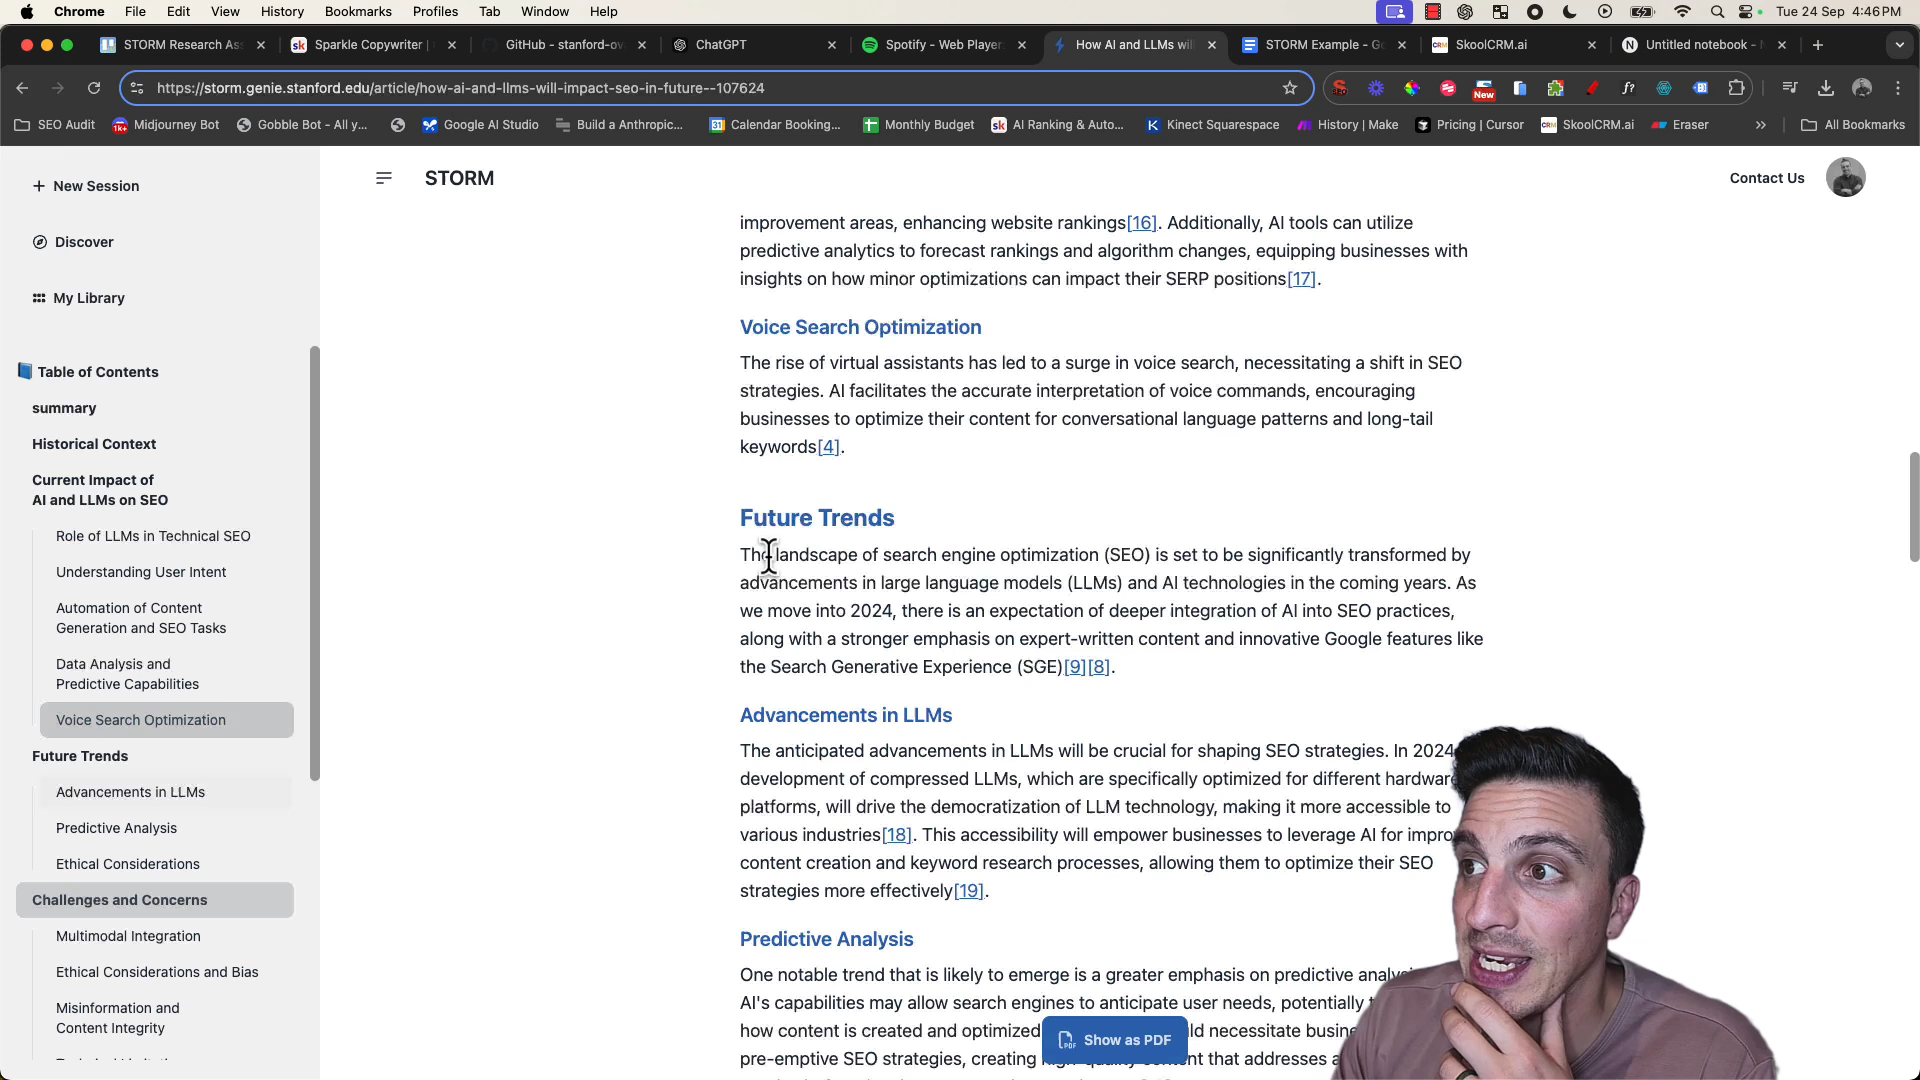 Chrome File Edit View History Bookmarks Profiles Tab Window Help Tue 24 Sep 4:46 PM
STORM Research Ass Sparkle Copywriter | GitHub - stanford-ov ChatGPT Spotify - Web Player How AI and LLMs wil STORM Example - Go SkoolCRM.ai Untitled notebook -
https://storm.genie.stanford.edu/article/how-ai-and-llms-will-impact-seo-in-future--107624
New
SEO Audit Midjourney Bot Gobble Bot - All y... Google AI Studio Build a Anthropic... Calendar Booking... Monthly Budget AI Ranking & Auto... Kinect Squarespace History | Make Pricing | Cursor SkoolCRM.ai Eraser All Bookmarks
New Session
Discover
My Library
Table of Contents
summary
Historical Context
Current Impact of
AI and LLMs on SEO
Role of LLMs in Technical SEO
Understanding User Intent
Automation of Content
Generation and SEO Tasks
Data Analysis and
Predictive Capabilities
Voice Search Optimization
Future Trends
Advancements in LLMs
Predictive Analysis
Ethical Considerations
Challenges and Concerns
Multimodal Integration
Ethical Considerations and Bias
Misinformation and
Content Integrity
STORM
Contact Us
improvement areas, enhancing website rankings[16]. Additionally, AI tools can utilize
predictive analytics to forecast rankings and algorithm changes, equipping businesses with
insights on how minor optimizations can impact their SERP positions[17].
Voice Search Optimization
The rise of virtual assistants has led to a surge in voice search, necessitating a shift in SEO
strategies. AI facilitates the accurate interpretation of voice commands, encouraging
businesses to optimize their content for conversational language patterns and long-tail
keywords[4].
Future Trends
The landscape of search engine optimization (SEO) is set to be significantly transformed by
advancements in large language models (LLMs) and AI technologies in the coming years. As
we move into 2024, there is an expectation of deeper integration of AI into SEO practices,
along with a stronger emphasis on expert-written content and innovative Google features like
the Search Generative Experience (SGE)[9][8].
Advancements in LLMs
The anticipated advancements in LLMs will be crucial for shaping SEO strategies. In 2024
development of compressed LLMs, which are specifically optimized for different hardware
platforms, will drive the democratization of LLM technology, making it more accessible to
various industries[18]. This accessibility will empower businesses to leverage AI for impro
content creation and keyword research processes, allowing them to optimize their SEO
strategies more effectively[19].
Predictive Analysis
One notable trend that is likely to emerge is a greater emphasis on predictive analys
AI's capabilities may allow search engines to anticipate user needs, potentially
how content is created and optimized ld necessitate busine
pre-emptive SEO strategies, creating nt that addresses
Show as PDF